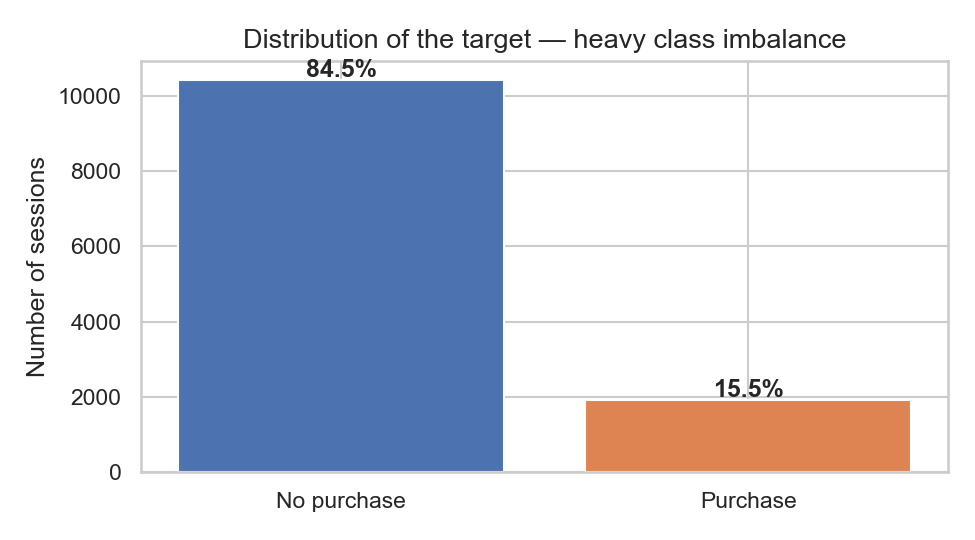 Distribution of the target — heavy class imbalance
84.5%
10000
8000
6000
4000
2000
0
Number of sessions
15.5%
No purchase
Purchase